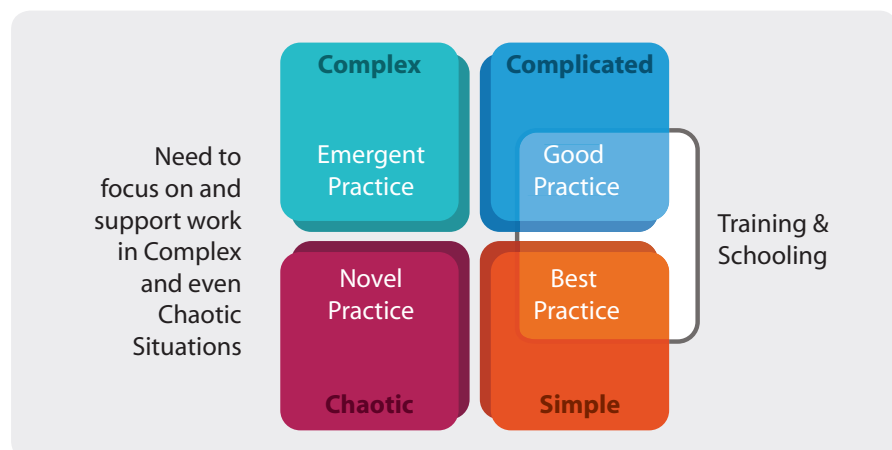 Complex
Complicated
Need to
focus on and
support work
in Complex
and even
Chaotic
Situations
Emergent
Practice
Good
Practice
Training &
Schooling
Novel
Practice
Best
Practice
Chaotic
Simple